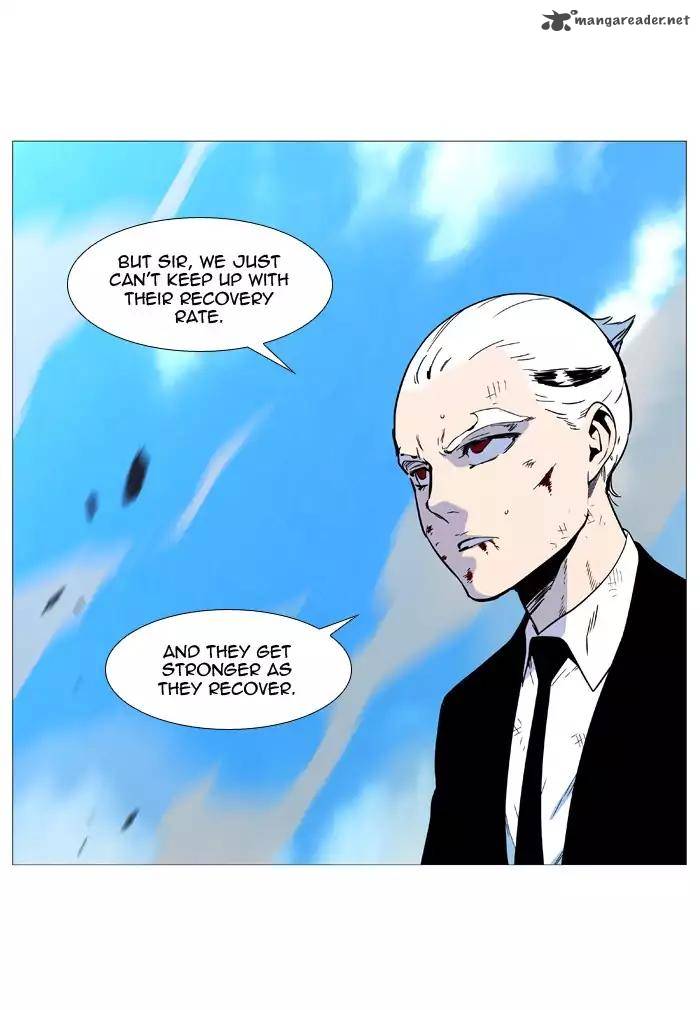 mangareader.net
BUT SIR, WE JUST
CAN'T KEEP UP WITH
THEIR RECOVERY
RATE.
AND THEY GET
STRONGER AS
THEY RECOVER.